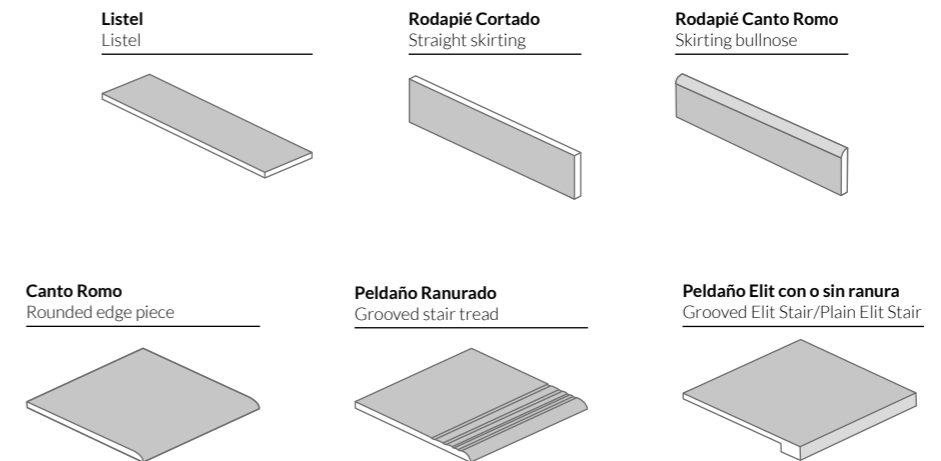 Listel
Listel
Rodapié Cortado
Straight skirting
Rodapié Canto Romo
Skirting bullnose
Canto Romo
Rounded edge piece
Peldaño Ranurado
Grooved stair tread
Peldaño Elit con o sin ranura
Grooved Elit Stair/Plain Elit Stair